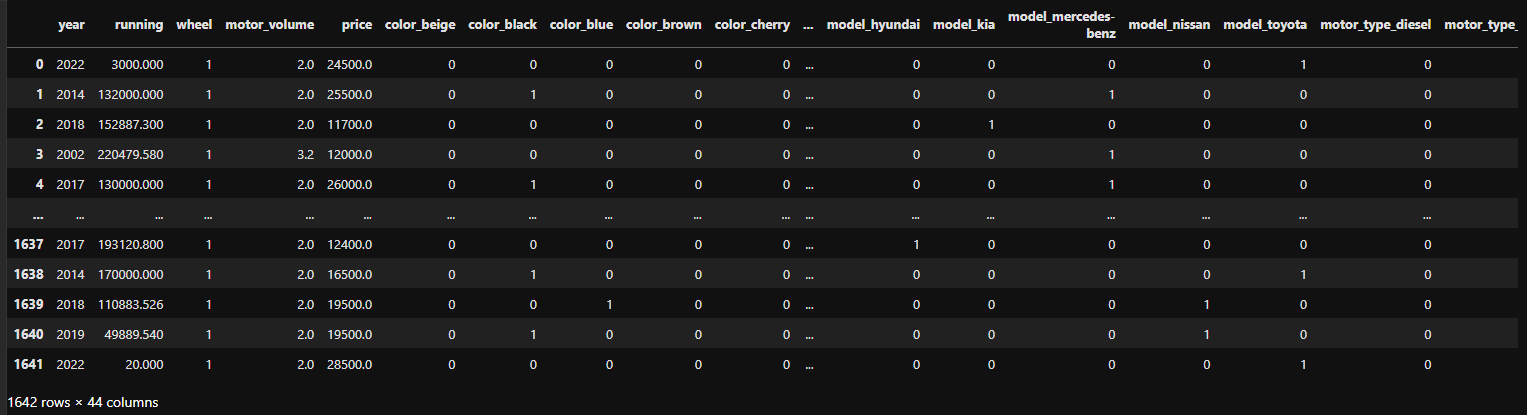 year running wheel motor_volume price color_beige color_black color_blue color_brown color_cherry ... model_hyundai model_kia model_mercedes-benz model_nissan model_toyota motor_type_diesel motor_type_
0 2022 3000.000 1 2.0 24500.0 0 0 0 0 0 ... 0 0 0 0 1 0
1 2014 132000.000 1 2.0 25500.0 0 1 0 0 0 ... 0 0 1 0 0 0
2 2018 152887.300 1 2.0 11700.0 0 0 0 0 0 ... 0 1 0 0 0 0
3 2002 220479.580 1 3.2 12000.0 0 0 0 0 0 ... 0 0 1 0 0 0
4 2017 130000.000 1 2.0 26000.0 0 1 0 0 0 ... 0 0 1 0 0 0
... ... ... ... ... ... ... ... ... ... ... ... ... ... ... ... ... ...
1637 2017 193120.800 1 2.0 12400.0 0 0 0 0 0 ... 1 0 0 0 0 0
1638 2014 170000.000 1 2.0 16500.0 0 1 0 0 0 ... 0 0 0 0 1 0
1639 2018 110883.526 1 2.0 19500.0 0 0 1 0 0 ... 0 0 0 1 0 0
1640 2019 49889.540 1 2.0 19500.0 0 1 0 0 0 ... 0 0 0 1 0 0
1641 2022 20.000 1 2.0 28500.0 0 0 0 0 0 ... 0 0 0 0 1 0
1642 rows × 44 columns